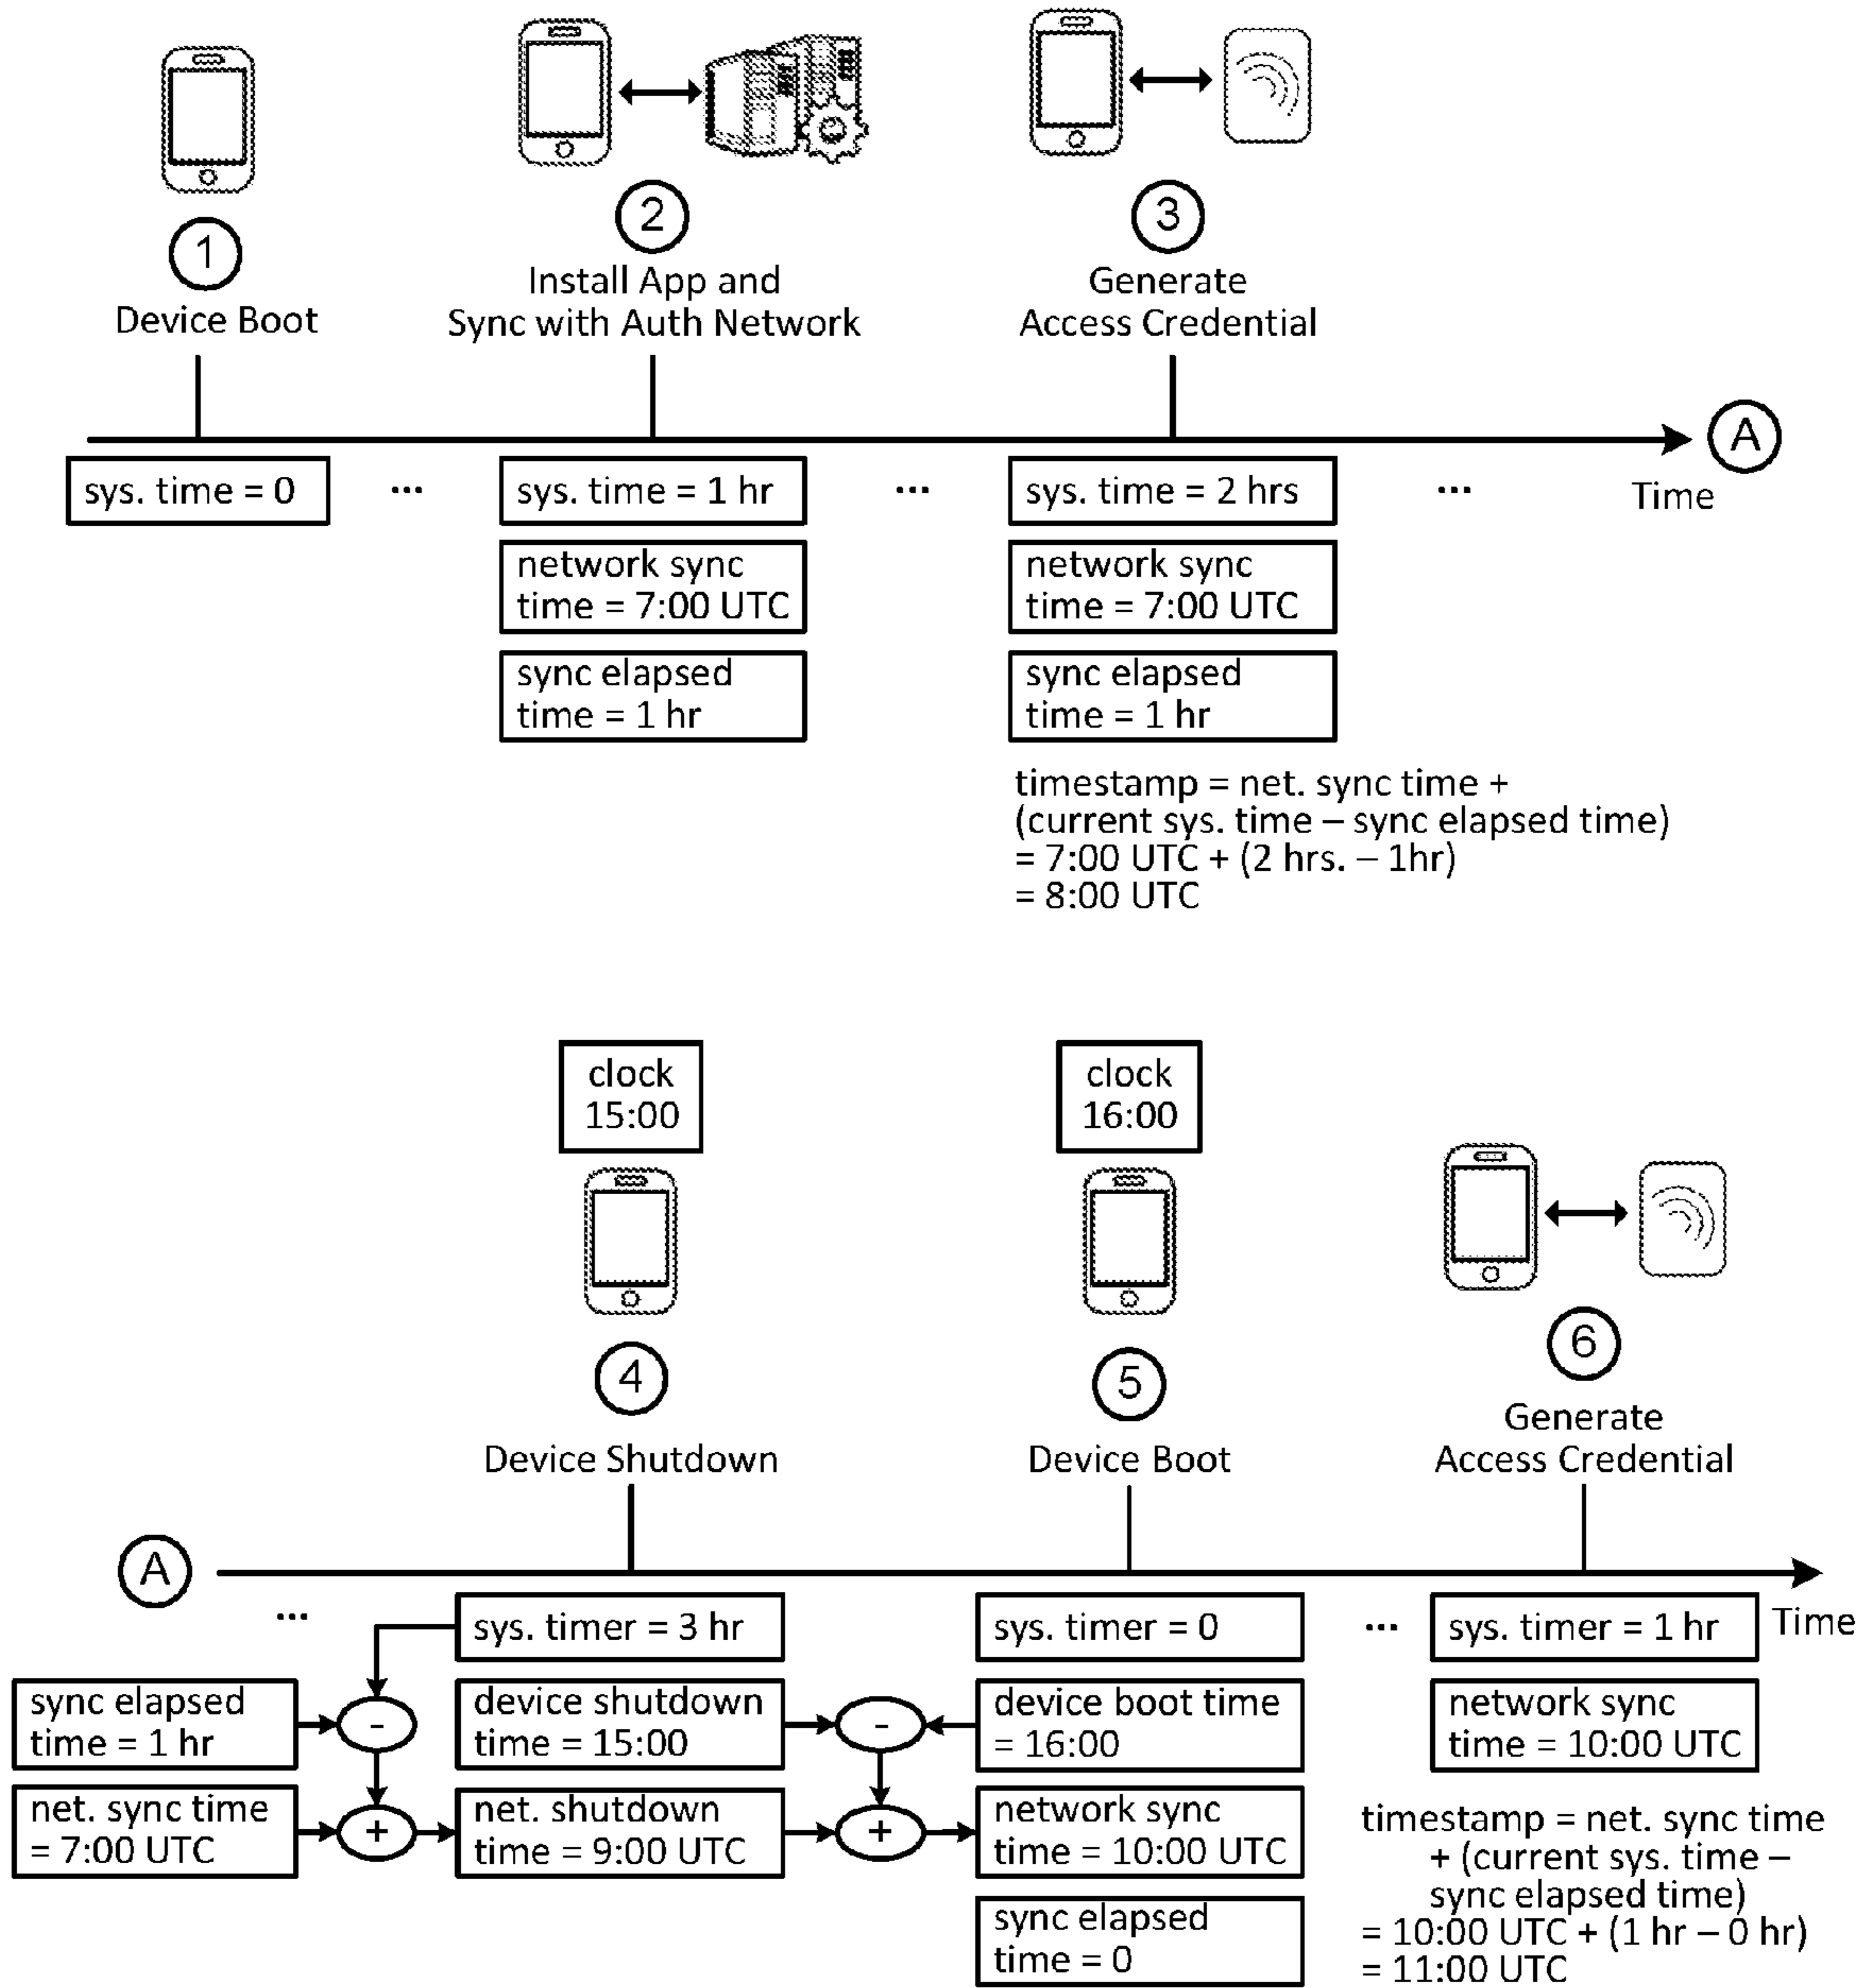 1
Device Boot
2
Install App and
Sync with Auth Network
3
Generate
Access Credential
A
sys. time = 0
...
sys. time = 1 hr
...
sys. time = 2 hrs
...
Time
network sync
time = 7:00 UTC
network sync
time = 7:00 UTC
sync elapsed
time = 1 hr
sync elapsed
time = 1 hr
timestamp = net. sync time +
(current sys. time – sync elapsed time)
= 7:00 UTC + (2 hrs. – 1hr)
= 8:00 UTC
clock
15:00
clock
16:00
4
Device Shutdown
5
Device Boot
6
Generate
Access Credential
A
...
sys. timer = 3 hr
sys. timer = 0
...
sys. timer = 1 hr
Time
sync elapsed
time = 1 hr
-
device shutdown
time = 15:00
-
device boot time
= 16:00
network sync
time = 10:00 UTC
net. sync time
= 7:00 UTC
+
net. shutdown
time = 9:00 UTC
+
network sync
time = 10:00 UTC
sync elapsed
time = 0
timestamp = net. sync time
+ (current sys. time –
sync elapsed time)
= 10:00 UTC + (1 hr – 0 hr)
= 11:00 UTC